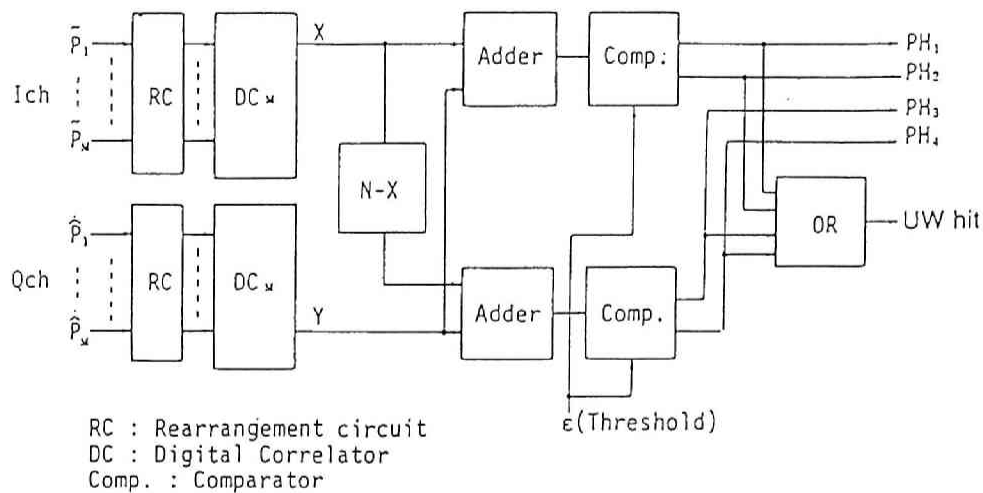 Ich
P̄₁
P̄ₘ
RC
DCₘ
X
Adder
Comp:
PH₁
PH₂
PH₃
PH₄
N-X
OR
UW hit
Qch
RC
DCₘ
Y
Adder
Comp.
ε(Threshold)
RC : Rearrangement circuit
DC : Digital Correlator
Comp. : Comparator